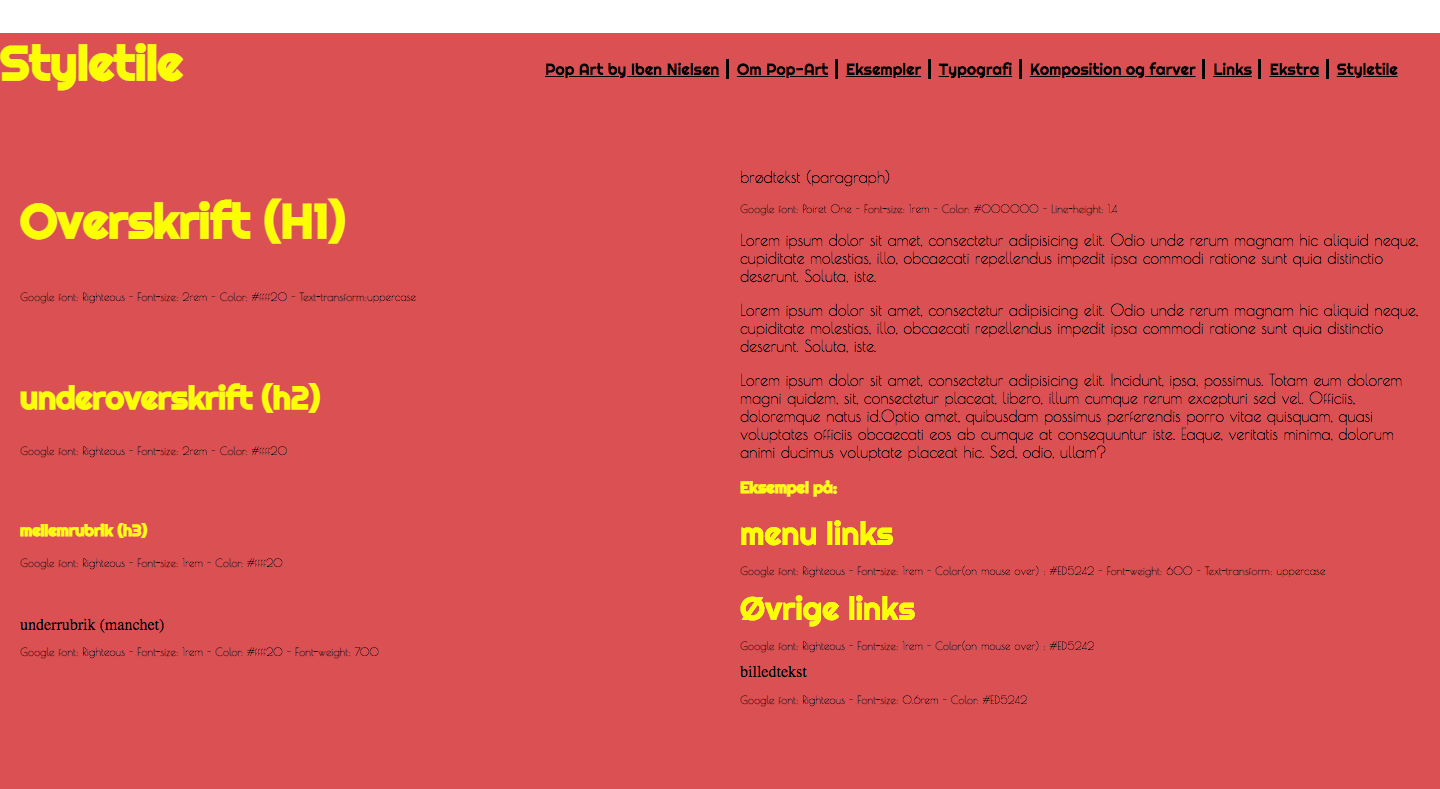 Styletile
Pop Art by Iben Nielsen | Om Pop-Art | Eksempler | Typografi | Komposition og farver | Links | Ekstra | Styletile
Overskrift (H1)
Google font: Righteous - Font-size: 2rem - Color: #ffff20 - Text-transform:uppercase
underoverskrift (h2)
Google font: Righteous - Font-size: 2rem - Color: #ffff20
mellemrubrik (h3)
Google font: Righteous - Font-size: 1rem - Color: #ffff20
underrubrik (manchet)
Google font: Righteous - Font-size: 1rem - Color: #ffff20 - Font-weight: 700
brødtekst (paragraph)
Google font: Poiret One - Font-size: 1rem - Color: #000000 - Line-height: 1.4
Lorem ipsum dolor sit amet, consectetur adipisicing elit. Odio unde rerum magnam hic aliquid neque,
cupiditate molestias, illo, obcaecati repellendus impedit ipsa commodi ratione sunt quia distinctio
deserunt. Soluta, iste.
Lorem ipsum dolor sit amet, consectetur adipisicing elit. Odio unde rerum magnam hic aliquid neque,
cupiditate molestias, illo, obcaecati repellendus impedit ipsa commodi ratione sunt quia distinctio
deserunt. Soluta, iste.
Lorem ipsum dolor sit amet, consectetur adipisicing elit. Incidunt, ipsa, possimus. Totam eum dolorem
magni quidem, sit, consectetur placeat, libero, illum cumque rerum excepturi sed vel. Officiis,
doloremque natus id.Optio amet, quibusdam possimus perferendis porro vitae quisquam, quasi
voluptates officiis obcaecati eos ab cumque at consequuntur iste. Eaque, veritatis minima, dolorum
animi ducimus voluptate placeat hic. Sed, odio, ullam?
Eksempel på:
menu links
Google font: Righteous - Font-size: 1rem - Color(on mouse over) : #ED5242 - Font-weight: 600 - Text-transform: uppercase
Øvrige links
Google font: Righteous - Font-size: 1rem - Color(on mouse over) : #ED5242
billedtekst
Google font: Righteous - Font-size: 0.6rem - Color: #ED5242